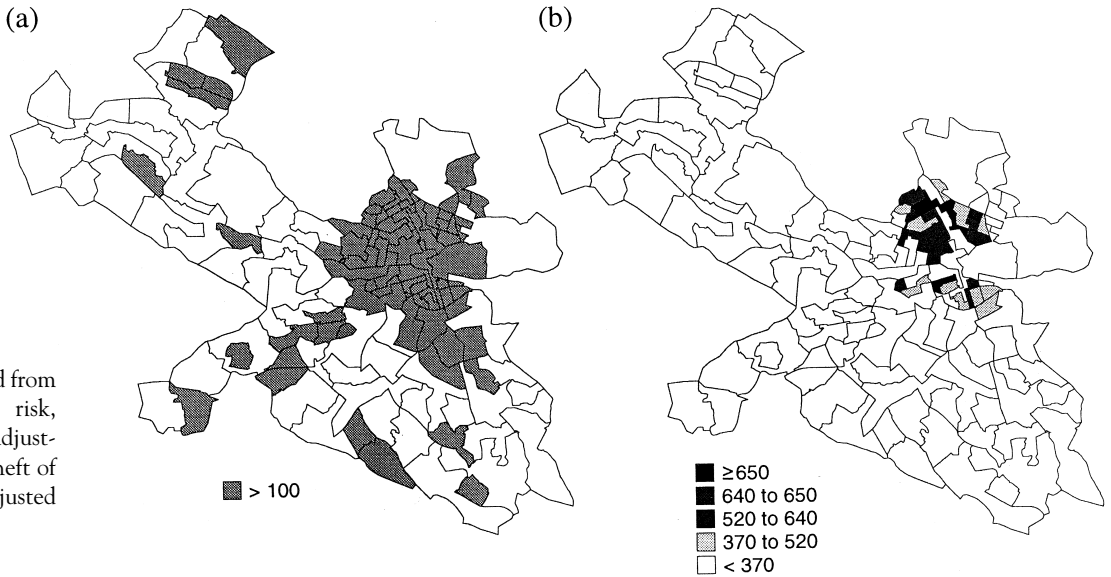 (a)
(b)
d from
risk,
djust-
heft of
justed
> 100
≥650
640 to 650
520 to 640
370 to 520
< 370